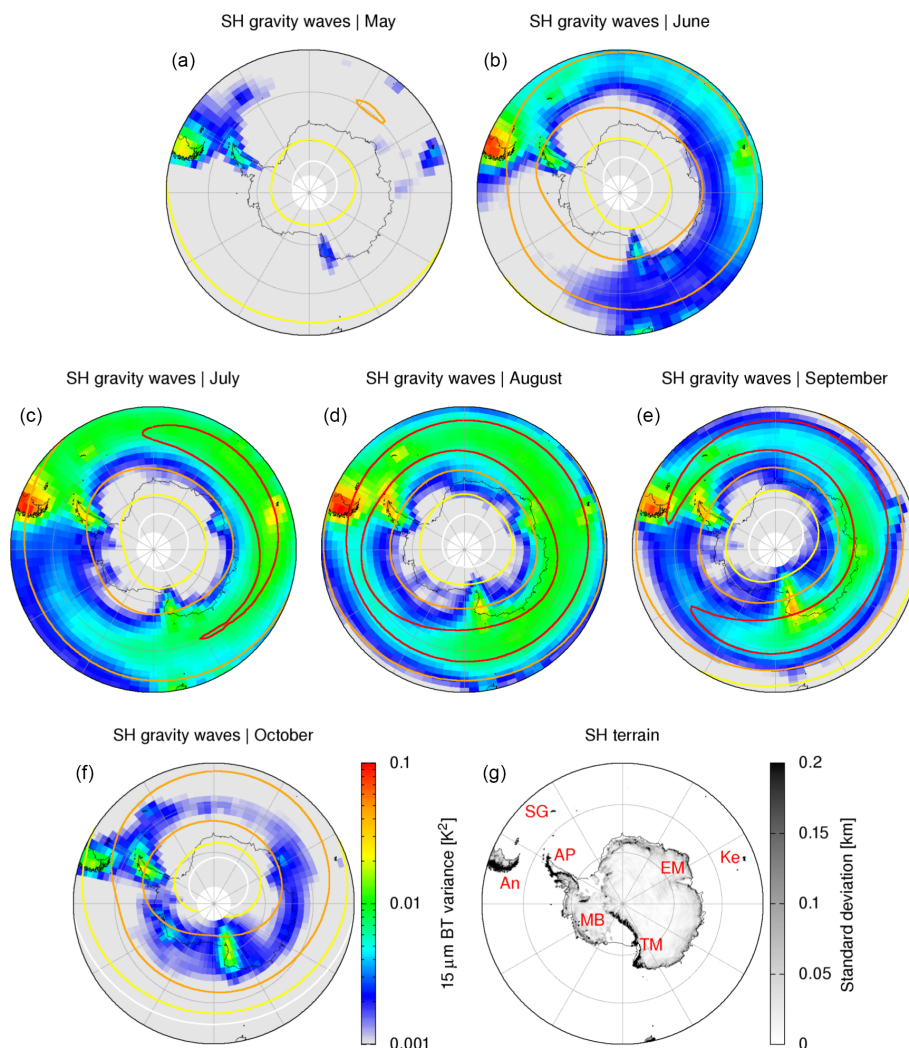 SH gravity waves | May
SH gravity waves | June
(a)
(b)
SH gravity waves | July
SH gravity waves | August
SH gravity waves | September
(c)
(d)
(e)
SH gravity waves | October
SH terrain
(f)
(g)
0.1
0.01
0.001
15 μm BT variance [K²]
SG
AP
An
EM
Ke
MB
TM
0.2
0.15
0.1
0.05
0
Standard deviation [km]